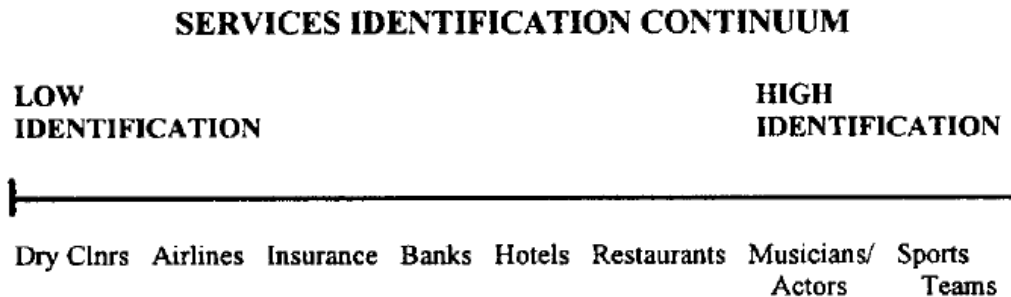 SERVICES IDENTIFICATION CONTINUUM
LOW
IDENTIFICATION
HIGH
IDENTIFICATION
Dry Clnrs Airlines Insurance Banks Hotels Restaurants Musicians/ Sports
Actors Teams